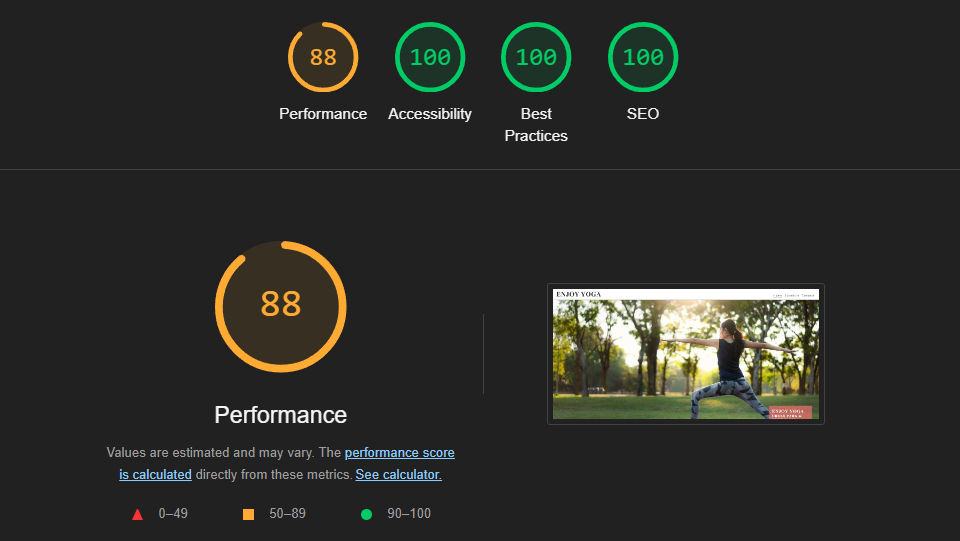 88
100
100
100
Performance
Accessibility
Best
Practices
SEO
88
Performance
Values are estimated and may vary. The performance score
is calculated directly from these metrics. See calculator.
0–49
50–89
90–100
ENJOY YOGA
ENJOY YOGA